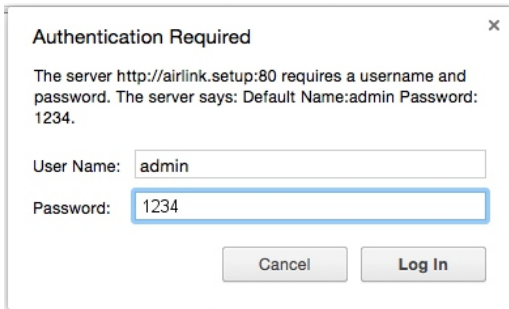 Authentication Required
The server http://airlink.setup:80 requires a username and
password. The server says: Default Name:admin Password:
1234.
User Name: admin
Password: 1234
Cancel Log In